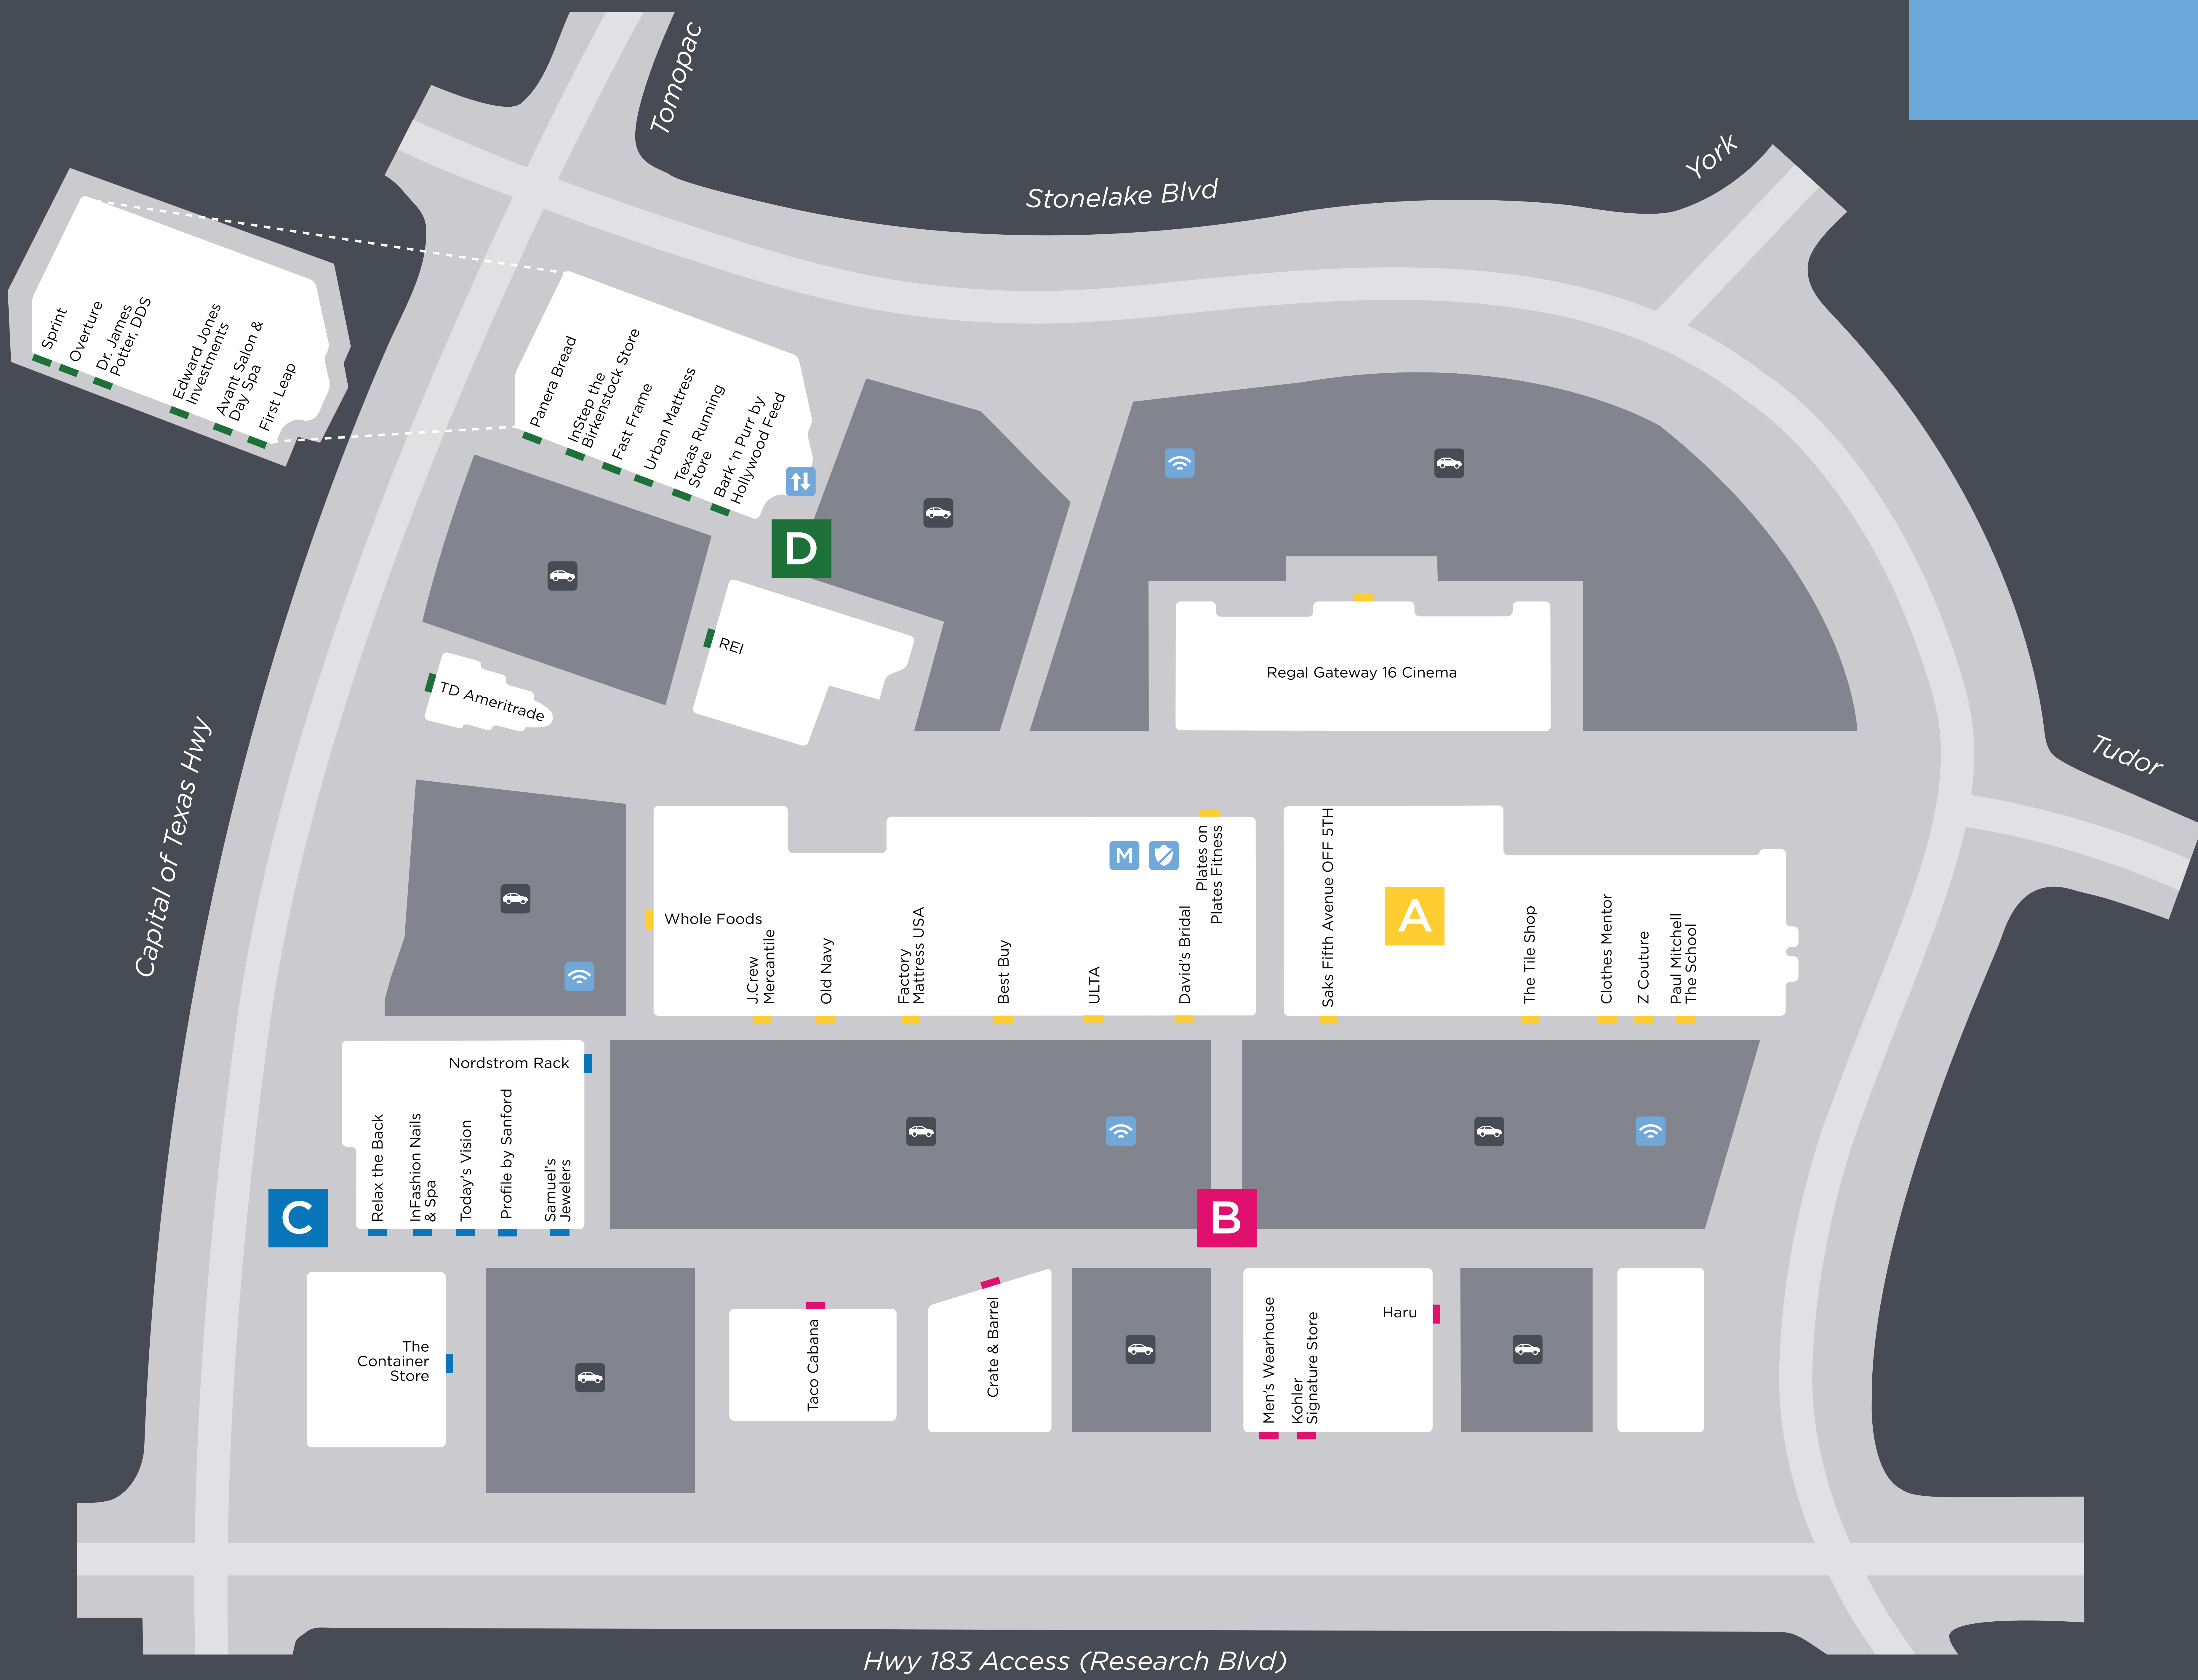 Tomopac
York
Stonelake Blvd
Sprint
Overture
Dr. James
Potter, DDS
Edward Jones
Investments
Avant Salon &
Day Spa
First Leap
Panera Bread
InStep the
Birkenstock Store
Fast Frame
Urban Mattress
Texas Running
Store
Bark 'n Purr by
Hollywood Feed
D
REI
TD Ameritrade
Regal Gateway 16 Cinema
Capital of Texas Hwy
Tudor
Whole Foods
J.Crew
Mercantile
Old Navy
Factory
Mattress USA
Best Buy
ULTA
M
David's Bridal
Plates on
Plates Fitness
Saks Fifth Avenue OFF 5TH
A
The Tile Shop
Clothes Mentor
Z Couture
Paul Mitchell
The School
Nordstrom Rack
Relax the Back
InFashion Nails
& Spa
Today's Vision
Profile by Sanford
Samuel's
Jewelers
C
B
The
Container
Store
Taco Cabana
Crate & Barrel
Men's Wearhouse
Kohler
Signature Store
Haru
Hwy 183 Access (Research Blvd)